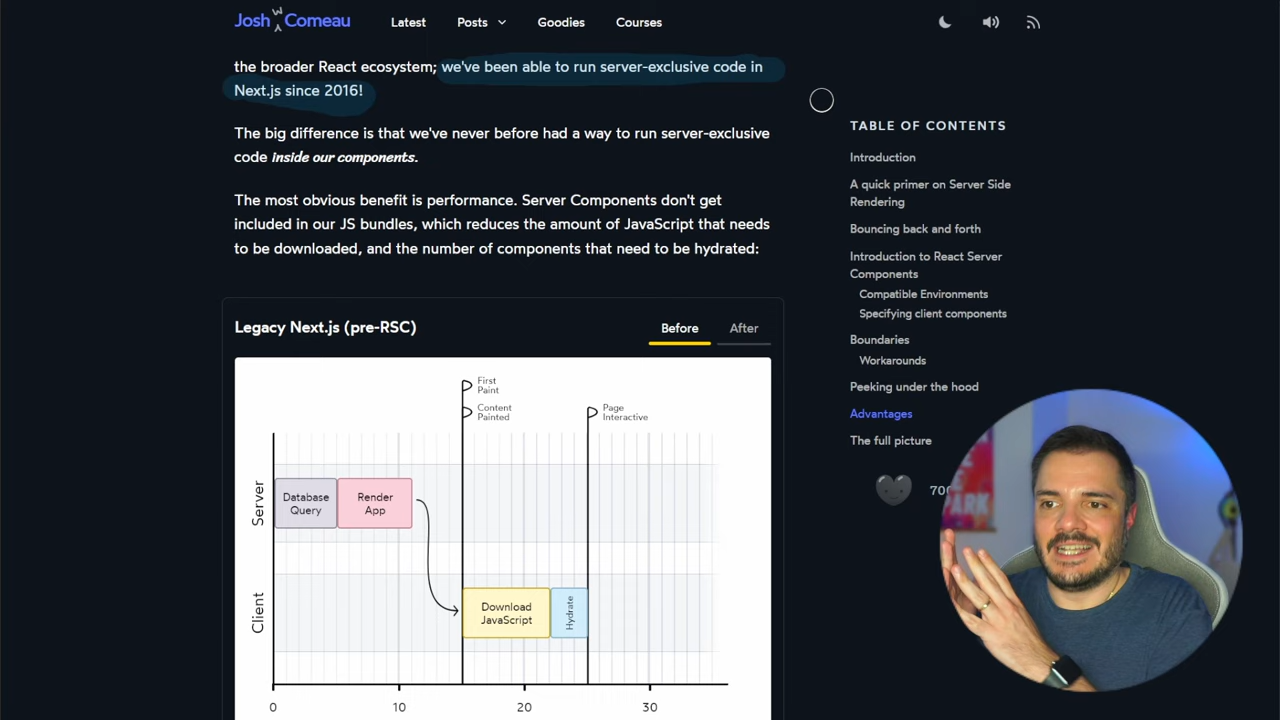 Josh W Comeau
Latest
Posts
Goodies
Courses
the broader React ecosystem; we've been able to run server-exclusive code in
Next.js since 2016!
The big difference is that we've never before had a way to run server-exclusive
code inside our components.
The most obvious benefit is performance. Server Components don't get
included in our JS bundles, which reduces the amount of JavaScript that needs
to be downloaded, and the number of components that need to be hydrated:
Legacy Next.js (pre-RSC)
Before
After
First
Paint
Content
Painted
Page
Interactive
Server
Database
Query
Render
App
Client
Download
JavaScript
Hydrate
0
10
20
30
TABLE OF CONTENTS
Introduction
A quick primer on Server Side
Rendering
Bouncing back and forth
Introduction to React Server
Components
Compatible Environments
Specifying client components
Boundaries
Workarounds
Peeking under the hood
Advantages
The full picture
PARK